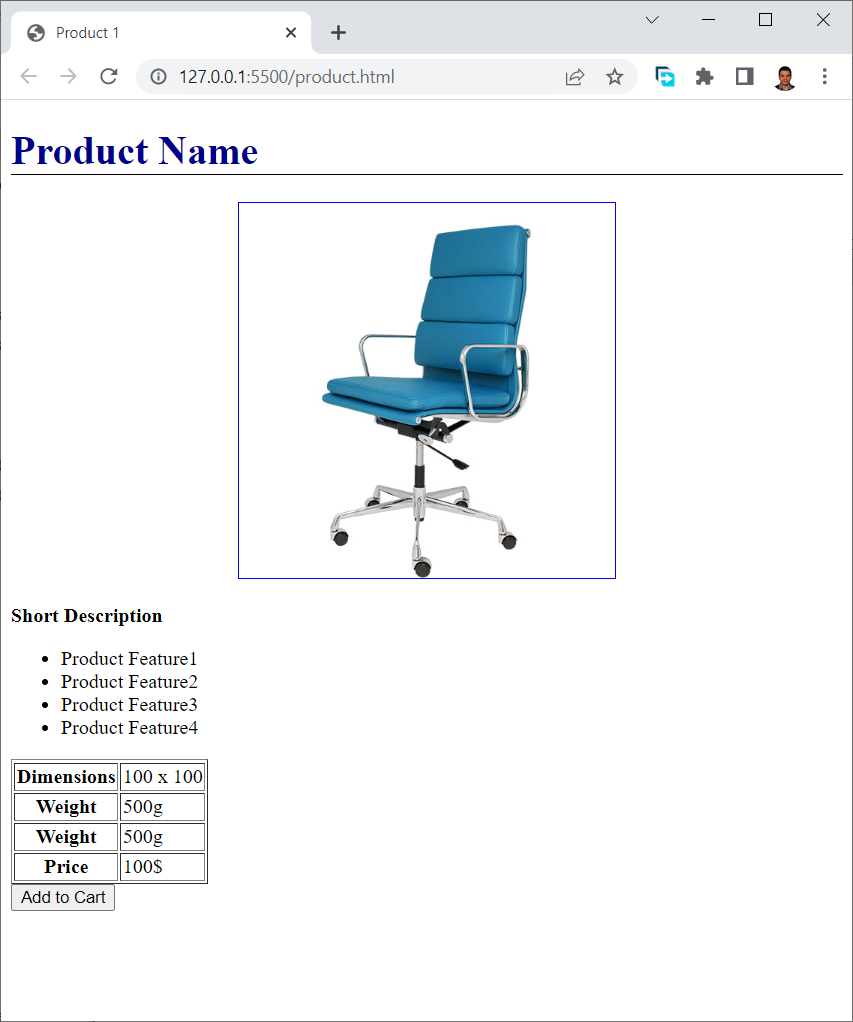 Product 1
127.0.0.1:5500/product.html
Product Name
Short Description
Product Feature1
Product Feature2
Product Feature3
Product Feature4
Dimensions 100 x 100
Weight 500g
Weight 500g
Price 100$
Add to Cart